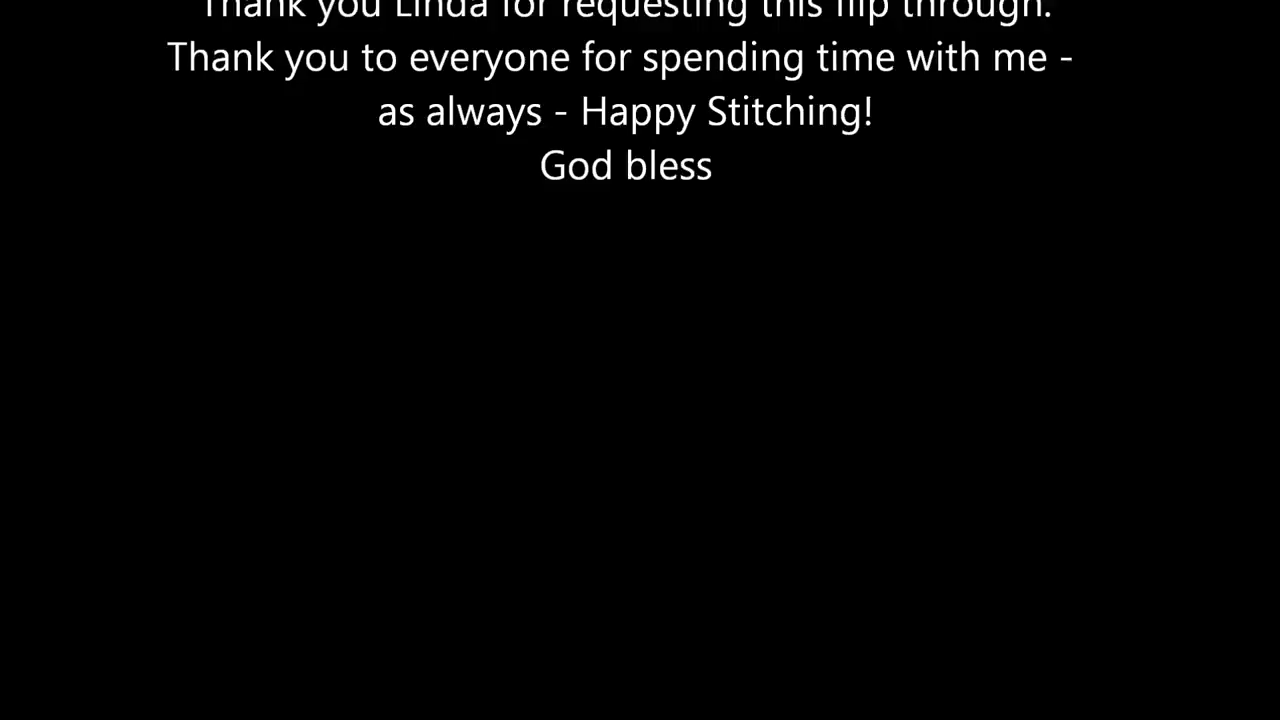 Thank you Linda for requesting this flip through.
Thank you to everyone for spending time with me -
as always - Happy Stitching!
God bless